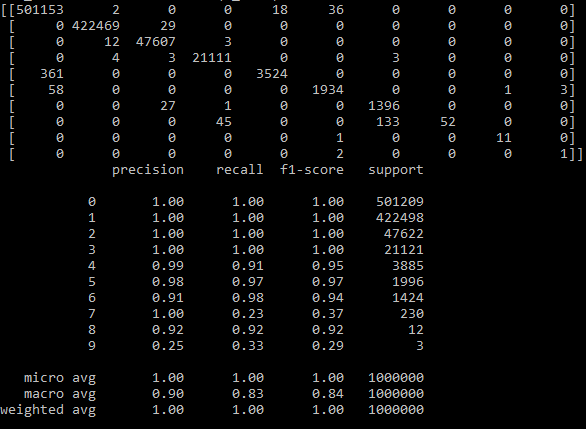 [[501153 2 0 0 18 36 0 0 0 0]
[ 0 422469 29 0 0 0 0 0 0 0]
[ 0 12 47607 3 0 0 0 0 0 0]
[ 0 4 3 21111 0 0 3 0 0 0]
[ 361 0 0 0 3524 0 0 0 0 0]
[ 58 0 0 0 0 1934 0 0 1 3]
[ 0 0 27 1 0 0 1396 0 0 0]
[ 0 0 0 45 0 0 133 52 0 0]
[ 0 0 0 0 0 1 0 0 11 0]
[ 0 0 0 0 0 2 0 0 0 1]]
precision recall f1-score support
0 1.00 1.00 1.00 501209
1 1.00 1.00 1.00 422498
2 1.00 1.00 1.00 47622
3 1.00 1.00 1.00 21121
4 0.99 0.91 0.95 3885
5 0.98 0.97 0.97 1996
6 0.91 0.98 0.94 1424
7 1.00 0.23 0.37 230
8 0.92 0.92 0.92 12
9 0.25 0.33 0.29 3
micro avg 1.00 1.00 1.00 1000000
macro avg 0.90 0.83 0.84 1000000
weighted avg 1.00 1.00 1.00 1000000